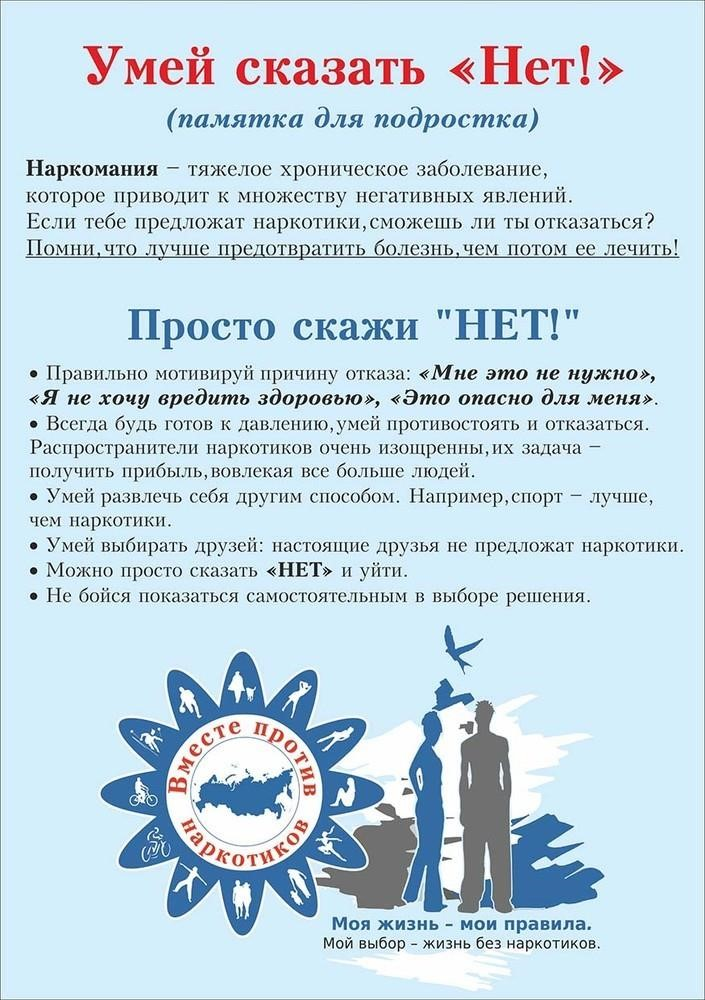 Умей сказать «Нет!»
(памятка для подростка)
Наркомания – тяжелое хроническое заболевание,
которое приводит к множеству негативных явлений.
Если тебе предложат наркотики,сможешь ли ты отказаться?
Помни,что лучше предотвратить болезнь,чем потом ее лечить!
Просто скажи "НЕТ!"
• Правильно мотивируй причину отказа: «Мне это не нужно»,
«Я не хочу вредить здоровью», «Это опасно для меня».
• Всегда будь готов к давлению,умей противостоять и отказаться.
Распространители наркотиков очень изощренны,их задача –
получить прибыль,вовлекая все больше людей.
• Умей развлечь себя другим способом. Например,спорт – лучше,
чем наркотики.
• Умей выбирать друзей: настоящие друзья не предложат наркотики.
• Можно просто сказать «НЕТ» и уйти.
• Не бойся показаться самостоятельным в выборе решения.
Вместе против
наркотиков
Моя жизнь – мои правила.
Мой выбор – жизнь без наркотиков.